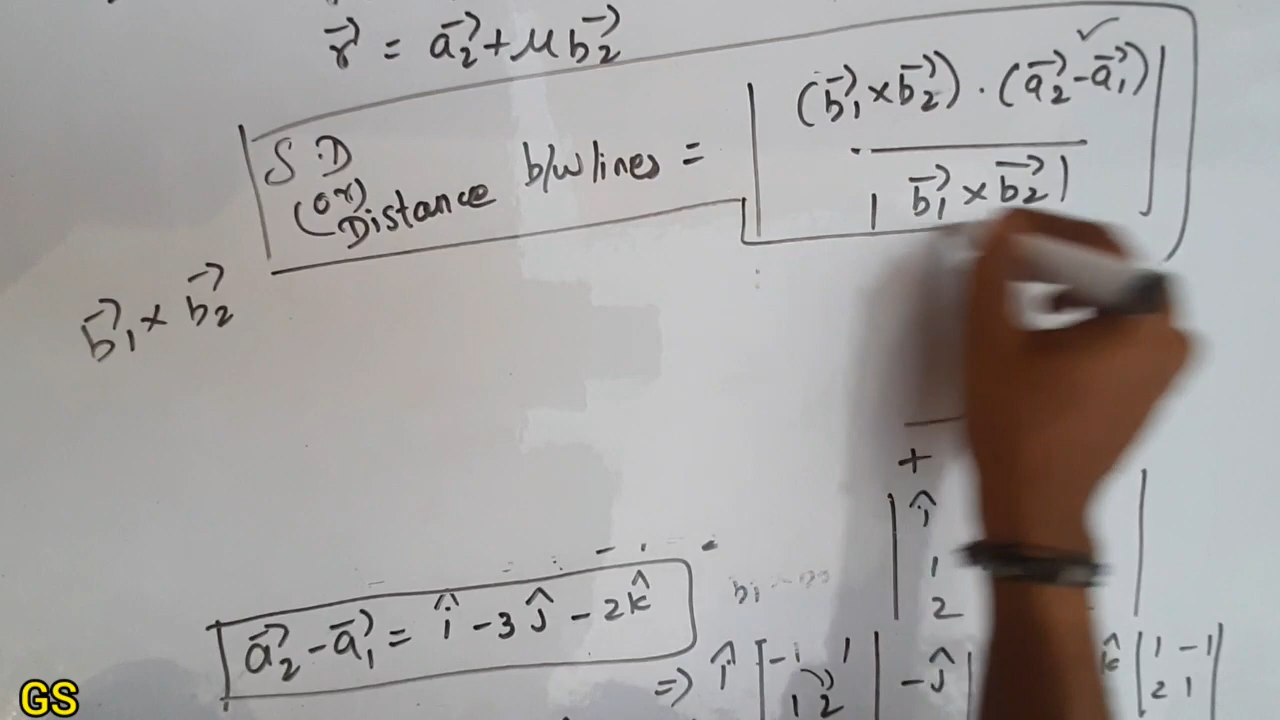 r⃗ = a⃗₂ + μ b⃗₂
S.D (or) Distance b/w lines = | (b⃗₁ × b⃗₂) · (a⃗₂ - a⃗₁) / |b⃗₁ × b⃗₂| |
b⃗₁ × b⃗₂
+
î
1
2
a⃗₂ - a⃗₁ = î - 3ĵ - 2k̂
⇒ î | -1 1 | - ĵ | k̂ | 1 -1 |
1 2 2 1
GS